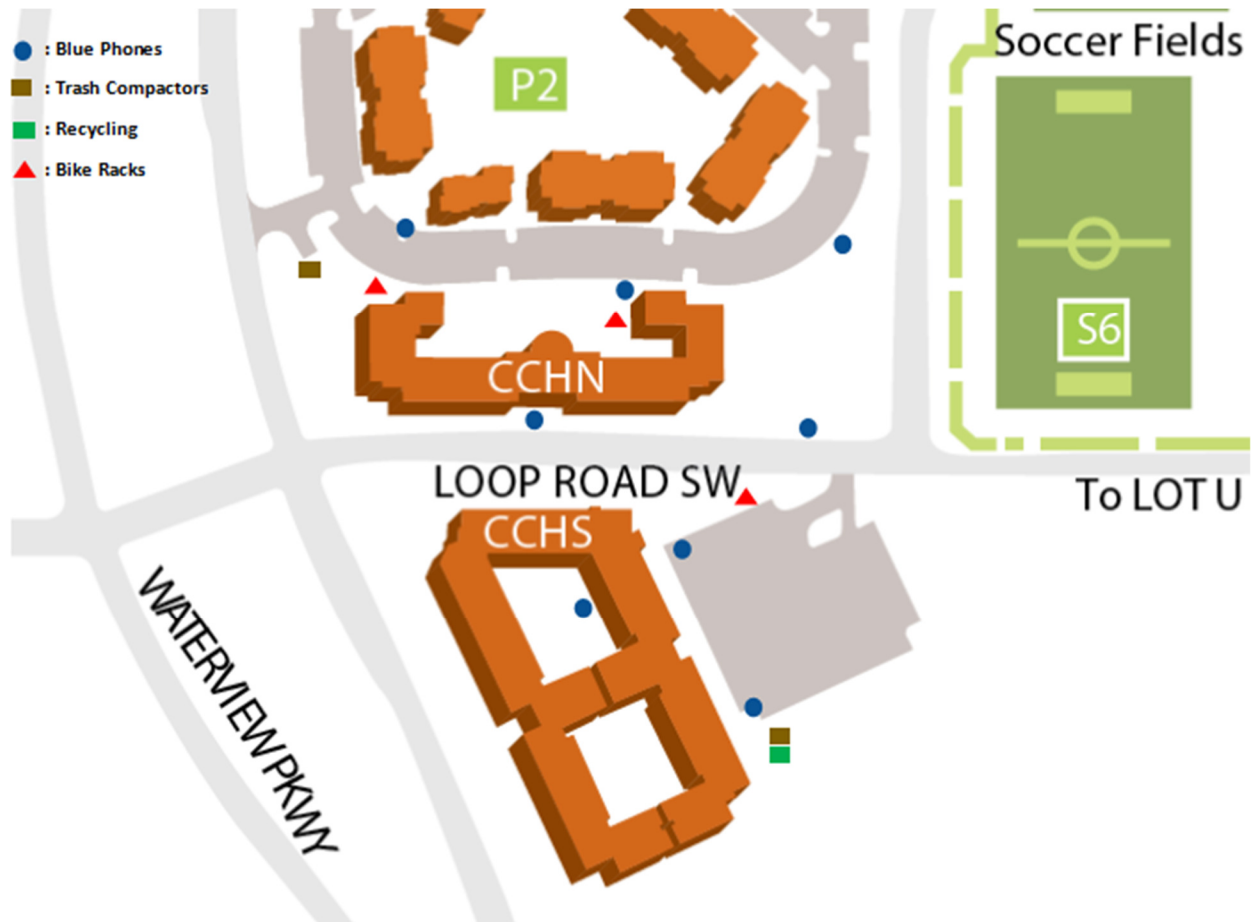 : Blue Phones
: Trash Compactors
: Recycling
: Bike Racks
P2
Soccer Fields
S6
CCHN
LOOP ROAD SW
To LOT U
CCHS
WATERVIEW PKWY